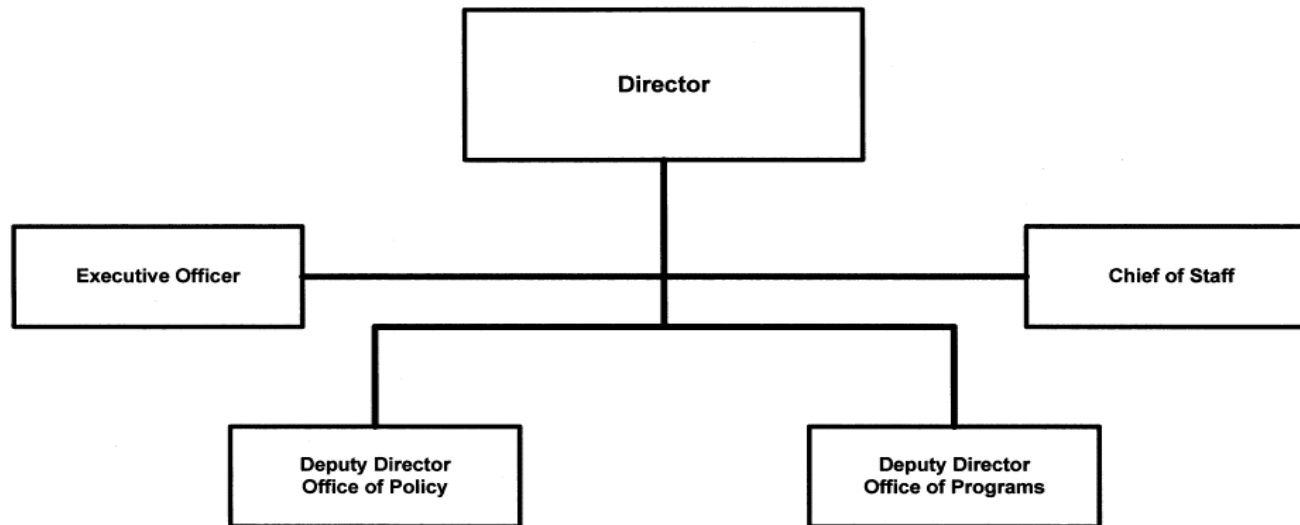 Director
Executive Officer
Chief of Staff
Deputy Director
Office of Policy
Deputy Director
Office of Programs